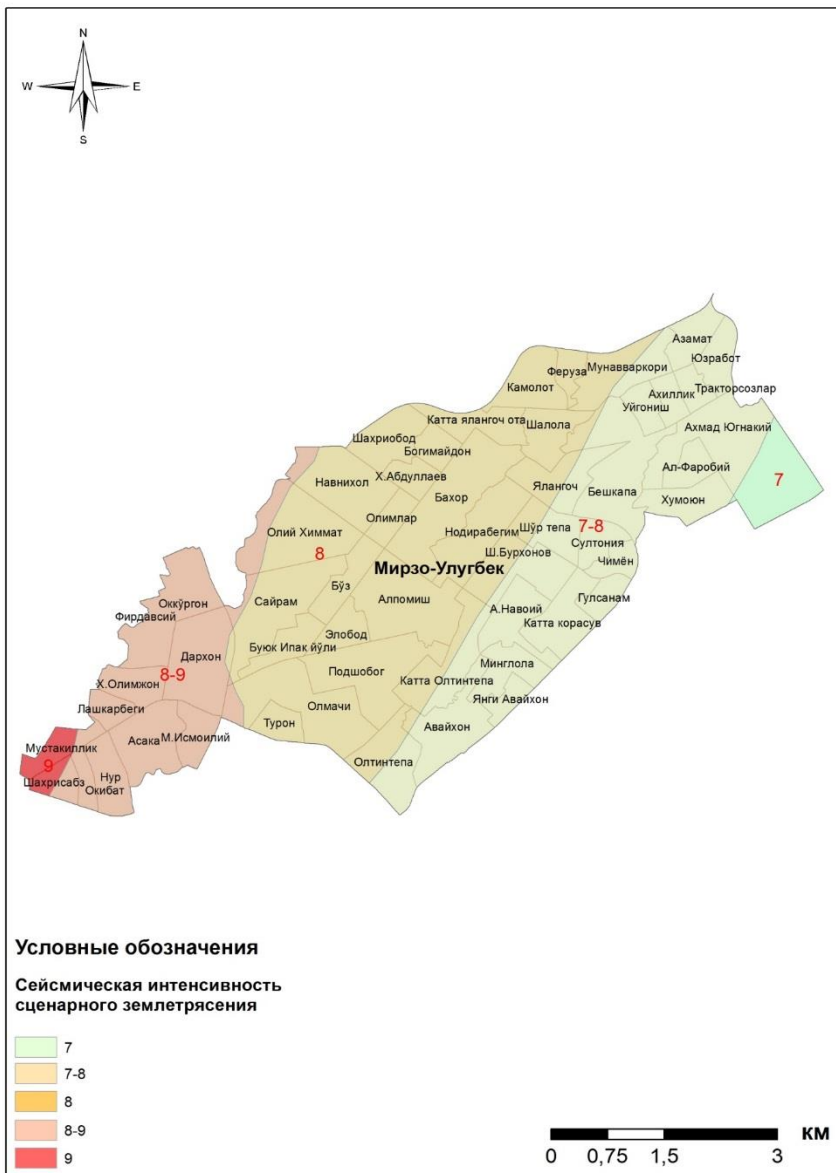 N
W E
S
Азамат
Юзработ
Феруза Мунавваркори
Камолот
Ахиллик Тракторсозлар
Уйгониш
Катта ялангоч ота
Шалола
Ахмад Югнакий
Шахриобод
Богимайдон
Ал-Фаробий
7
Навнихол
Х.Абдуллаев
Ялангоч
Бешкапа
Хумоюн
Бахор
Олимлар
Олий Химмат
Нодирабегим
Шўр тепа
7-8
Султония
8
Ш.Бурхонов
Чимён
Мирзо-Улугбек
Бўз
Сайрам
Алпомиш
Гулсанам
Оккўргон
Фирдавсий
А.Навоий
Катта корасув
Элобод
Буюк Ипак йўли
Дархон
Минглола
8-9
Подшобог
Х.Олимжон
Катта Олтинтепа
Янги Авайхон
Лашкарбеги
Олмачи
Турон
Авайхон
Асака
М.Исмоилий
Мустакиллик
9
Олтинтепа
Шахрисабз
Нур
Окибат
Условные обозначения
Сейсмическая интенсивность
сценарного землетрясения
7
7-8
8
8-9
9
км
0 0,75 1,5 3